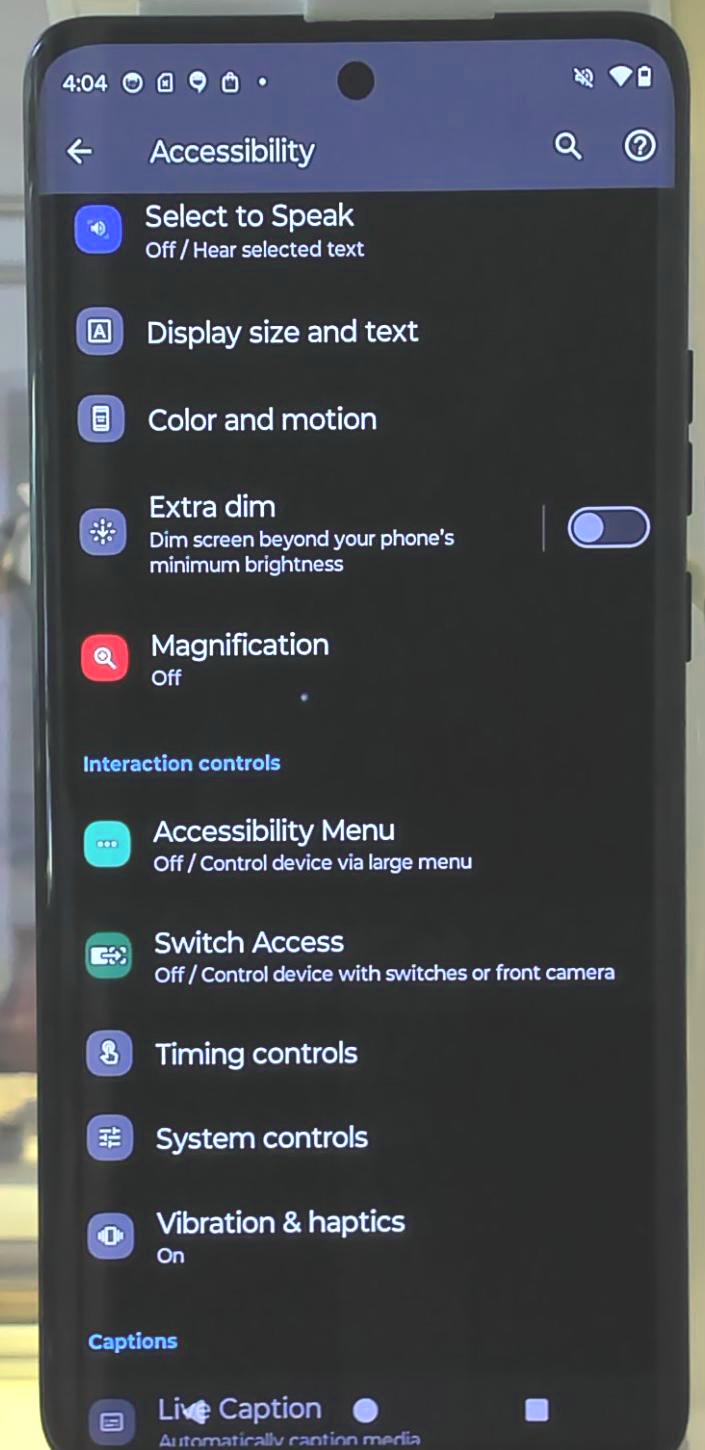 4:04
Accessibility
Select to Speak
Off / Hear selected text
Display size and text
Color and motion
Extra dim
Dim screen beyond your phone's
minimum brightness
Magnification
Off
Interaction controls
Accessibility Menu
Off / Control device via large menu
Switch Access
Off / Control device with switches or front camera
Timing controls
System controls
Vibration & haptics
On
Captions
Live Caption
Automatically caption media